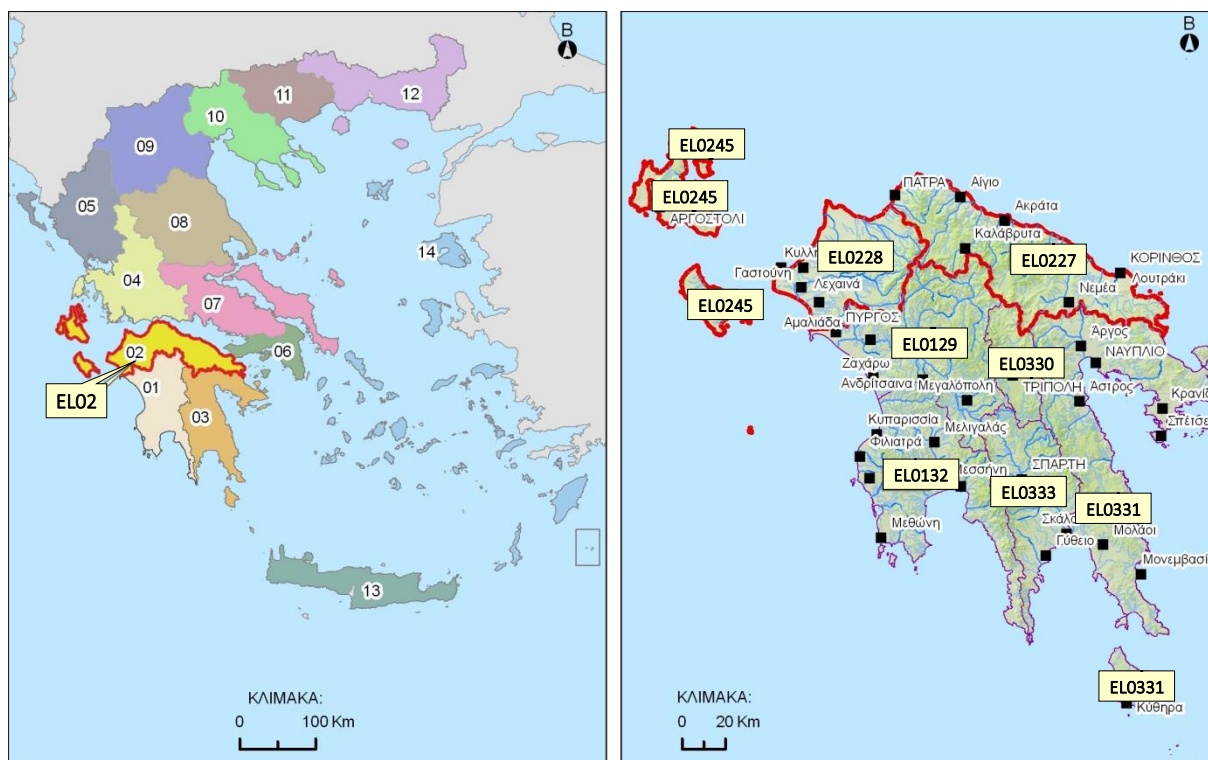 B
11
12
10
09
05
08
14
04
07
02
06
EL02
01
03
13
ΚΛΙΜΑΚΑ:
0 100 Km
B
EL0245
EL0245
ΑΡΓΟΣΤΟΛΙ
EL0245
ΠΑΤΡΑ
Αίγιο
Ακράτα
Καλάβρυτα
EL0228
EL0227
ΚΟΡΙΝΘΟΣ
Λουτράκι
Γαστούνη
Λεχαινά
Νεμέα
Αμαλιάδα
ΠΥΡΓΟΣ
Άργος
EL0129
ΝΑΥΠΛΙΟ
Ζαχάρω
EL0330
Ανδρίτσαινα
Μεγαλόπολη
ΤΡΙΠΟΛΗ
Άστρος
Κυπαρισσία
Μελιγαλάς
Φιλιατρά
EL0132
Μεσσήνη
ΣΠΑΡΤΗ
EL0333
EL0331
Μολάοι
Μεθώνη
Γύθειο
EL0331
Κύθηρα
ΚΛΙΜΑΚΑ:
0 20 Km